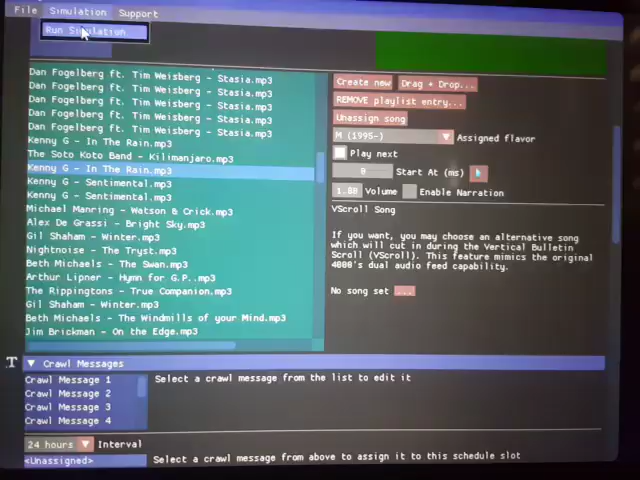 File Simulation Support
Run Simulation
Dan Fogelberg ft. Tim Weisberg - Stasia.mp3
Dan Fogelberg ft. Tim Weisberg - Stasia.mp3
Dan Fogelberg ft. Tim Weisberg - Stasia.mp3
Dan Fogelberg ft. Tim Weisberg - Stasia.mp3
Dan Fogelberg ft. Tim Weisberg - Stasia.mp3
Kenny G - In The Rain.mp3
The Soto Koto Band - Kilimanjaro.mp3
Kenny G - In The Rain.mp3
Kenny G - Sentimental.mp3
Kenny G - Sentimental.mp3
Michael Manring - Watson & Crick.mp3
Alex De Grassi - Bright Sky.mp3
Gil Shaham - Winter.mp3
Nightnoise - The Tryst.mp3
Beth Michaels - The Swan.mp3
Arthur Lipner - Hymn for G.P..mp3
The Rippingtons - True Companion.mp3
Gil Shaham - Winter.mp3
Beth Michaels - The Windmills of your Mind.mp3
Jim Brickman - On the Edge.mp3
Create new Drag + Drop...
REMOVE playlist entry...
Unassign song
M (1995-) Assigned flavor
Play next
0 Start At (ms)
1.00 Volume Enable Narration
VScroll Song
If you want, you may choose an alternative song
which will cut in during the Vertical Bulletin
Scroll (VScroll). This feature mimics the original
4000's dual audio feed capability.
No song set ...
T
Crawl Messages
Crawl Message 1
Crawl Message 2
Crawl Message 3
Crawl Message 4
Select a crawl message from the list to edit it
24 hours Interval
<Unassigned> Select a crawl message from above to assign it to this schedule slot